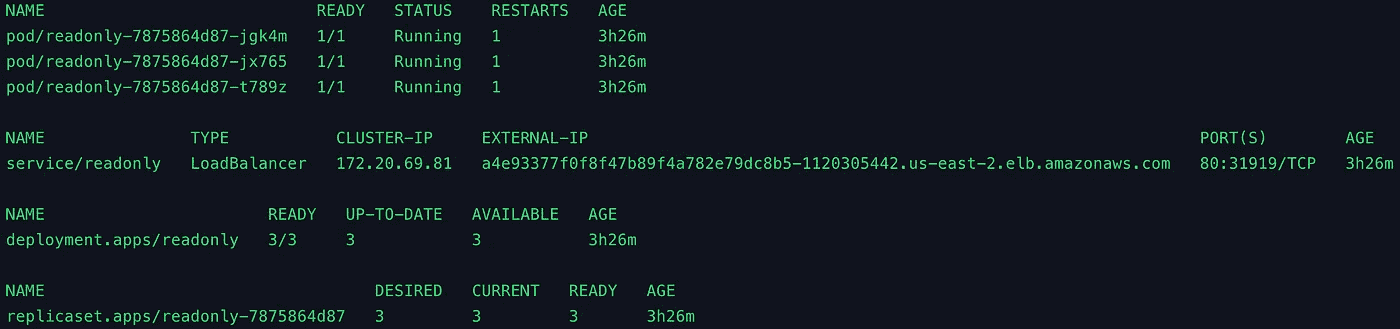 NAME READY STATUS RESTARTS AGE
pod/readonly-7875864d87-jgk4m 1/1 Running 1 3h26m
pod/readonly-7875864d87-jx765 1/1 Running 1 3h26m
pod/readonly-7875864d87-t789z 1/1 Running 1 3h26m
NAME TYPE CLUSTER-IP EXTERNAL-IP PORT(S) AGE
service/readonly LoadBalancer 172.20.69.81 a4e93377f0f8f47b89f4a782e79dc8b5-1120305442.us-east-2.elb.amazonaws.com 80:31919/TCP 3h26m
NAME READY UP-TO-DATE AVAILABLE AGE
deployment.apps/readonly 3/3 3 3 3h26m
NAME DESIRED CURRENT READY AGE
replicaset.apps/readonly-7875864d87 3 3 3 3h26m